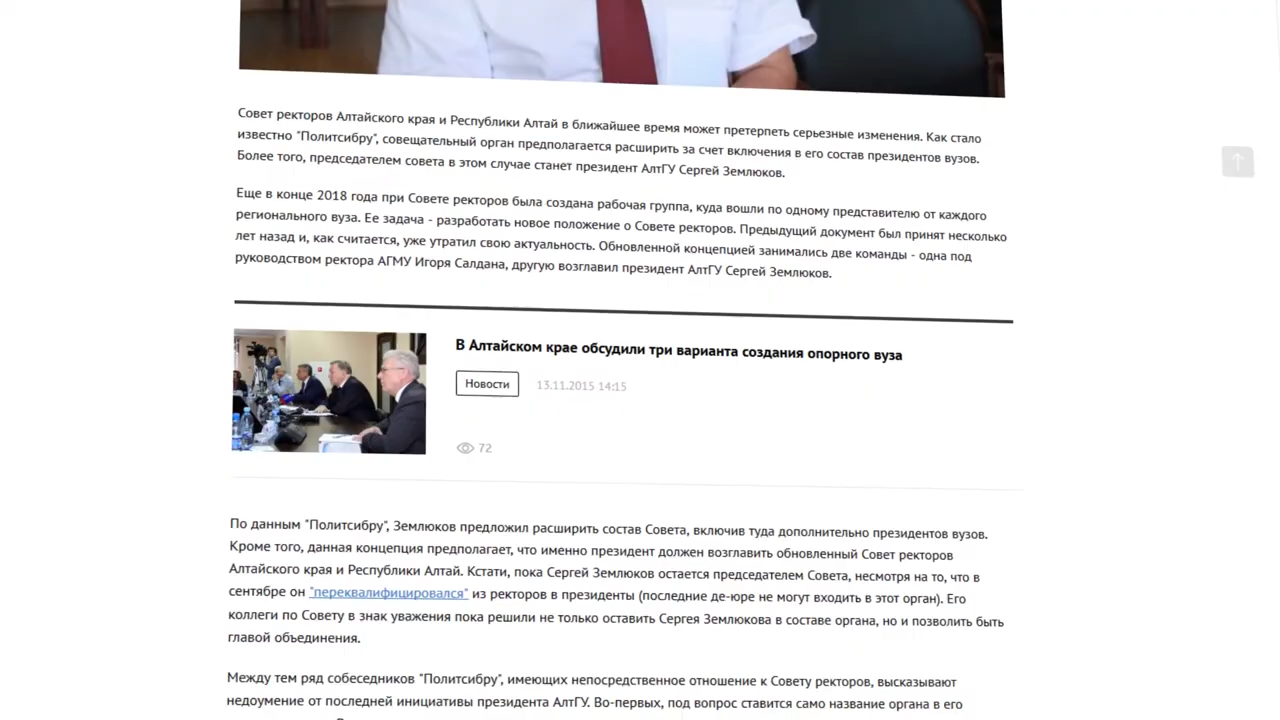 Совет ректоров Алтайского края и Республики Алтай в ближайшее время может претерпеть серьезные изменения. Как стало
известно "Политсибру", совещательный орган предполагается расширить за счет включения в его состав президентов вузов.
Более того, председателем совета в этом случае станет президент АлтГУ Сергей Землюков.
Еще в конце 2018 года при Совете ректоров была создана рабочая группа, куда вошли по одному представителю от каждого
регионального вуза. Ее задача - разработать новое положение о Совете ректоров. Предыдущий документ был принят несколько
лет назад и, как считается, уже утратил свою актуальность. Обновленной концепцией занимались две команды - одна под
руководством ректора АГМУ Игоря Салдана, другую возглавил президент АлтГУ Сергей Землюков.
В Алтайском крае обсудили три варианта создания опорного вуза
Новости 13.11.2015 14:15
72
По данным "Политсибру", Землюков предложил расширить состав Совета, включив туда дополнительно президентов вузов.
Кроме того, данная концепция предполагает, что именно президент должен возглавить обновленный Совет ректоров
Алтайского края и Республики Алтай. Кстати, пока Сергей Землюков остается председателем Совета, несмотря на то, что в
сентябре он "переквалифицировался" из ректоров в президенты (последние де-юре не могут входить в этот орган). Его
коллеги по Совету в знак уважения пока решили не только оставить Сергея Землюкова в составе органа, но и позволить быть
главой объединения.
Между тем ряд собеседников "Политсибру", имеющих непосредственное отношение к Совету ректоров, высказывают
недоумение от последней инициативы президента АлтГУ. Во-первых, под вопрос ставится само название органа в его